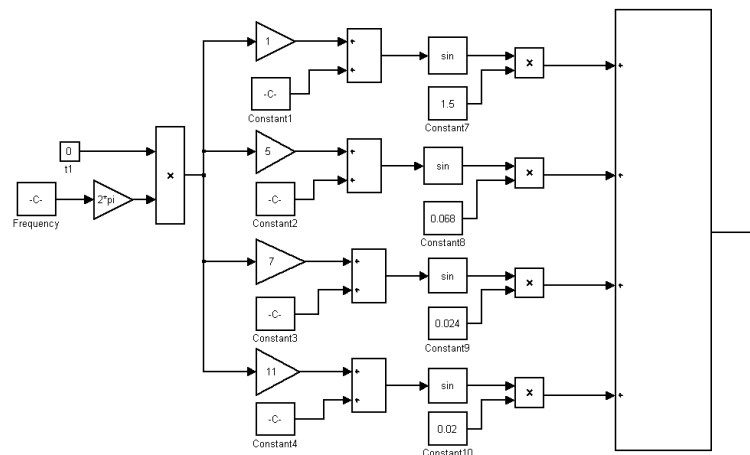 1
+
+
sin
×
-C-
Constant1
1.5
Constant7
+
0
t1
×
-C-
Frequency
2*pi
5
+
+
sin
×
-C-
Constant2
0.068
Constant8
+
7
+
+
sin
×
-C-
Constant3
0.024
Constant9
+
11
+
+
sin
×
-C-
Constant4
0.02
Constant10
+